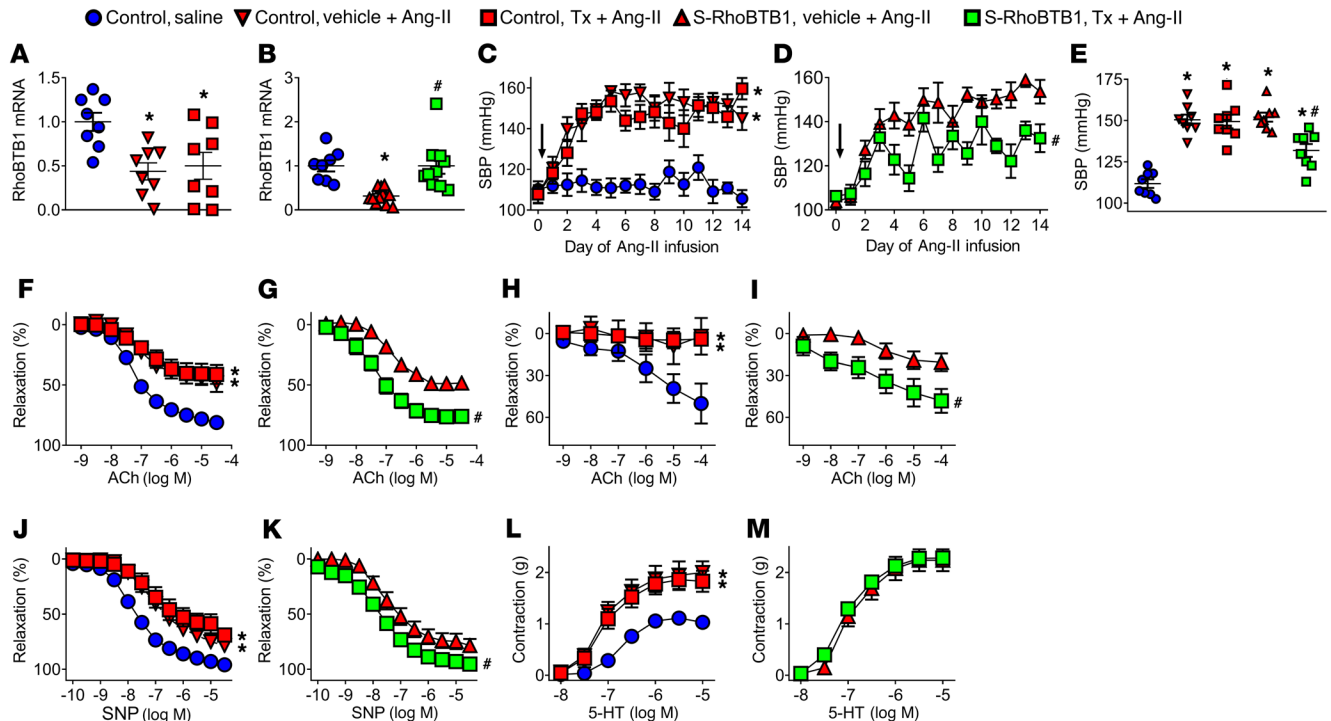 Control, saline Control, vehicle + Ang-II Control, Tx + Ang-II S-RhoBTB1, vehicle + Ang-II S-RhoBTB1, Tx + Ang-II
A
RhoBTB1 mRNA
1.5
1.0
0.5
0.0
*
*
B
RhoBTB1 mRNA
3
2
1
0
*
#
C
SBP (mmHg)
160
140
120
100
*
*
0 2 4 6 8 10 12 14
Day of Ang-II infusion
D
SBP (mmHg)
160
140
120
100
#
0 2 4 6 8 10 12 14
Day of Ang-II infusion
E
SBP (mmHg)
175
150
125
100
*
*
*
* #
F
Relaxation (%)
0
50
100
*
*
-9 -8 -7 -6 -5 -4
ACh (log M)
G
Relaxation (%)
0
50
100
#
-9 -8 -7 -6 -5 -4
ACh (log M)
H
Relaxation (%)
0
30
60
*
*
-9 -8 -7 -6 -5 -4
ACh (log M)
I
Relaxation (%)
0
30
60
#
-9 -8 -7 -6 -5 -4
ACh (log M)
J
Relaxation (%)
0
50
100
*
*
-10 -9 -8 -7 -6 -5
SNP (log M)
K
Relaxation (%)
0
50
100
#
-10 -9 -8 -7 -6 -5
SNP (log M)
L
Contraction (g)
2
1
0
*
*
-8 -7 -6 -5
5-HT (log M)
M
Contraction (g)
2
1
0
-8 -7 -6 -5
5-HT (log M)